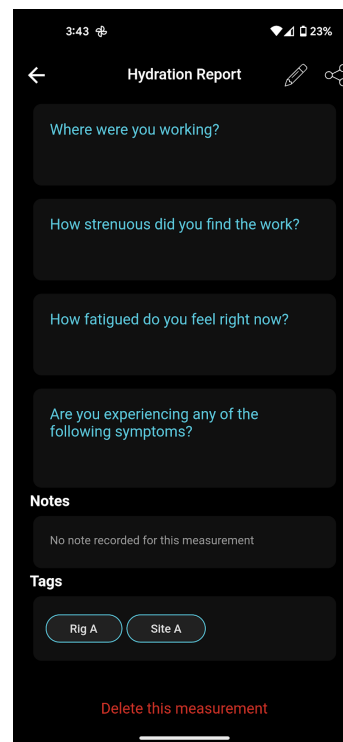 3:43
23%
Hydration Report
Where were you working?
How strenuous did you find the work?
How fatigued do you feel right now?
Are you experiencing any of the
following symptoms?
Notes
No note recorded for this measurement
Tags
Rig A
Site A
Delete this measurement